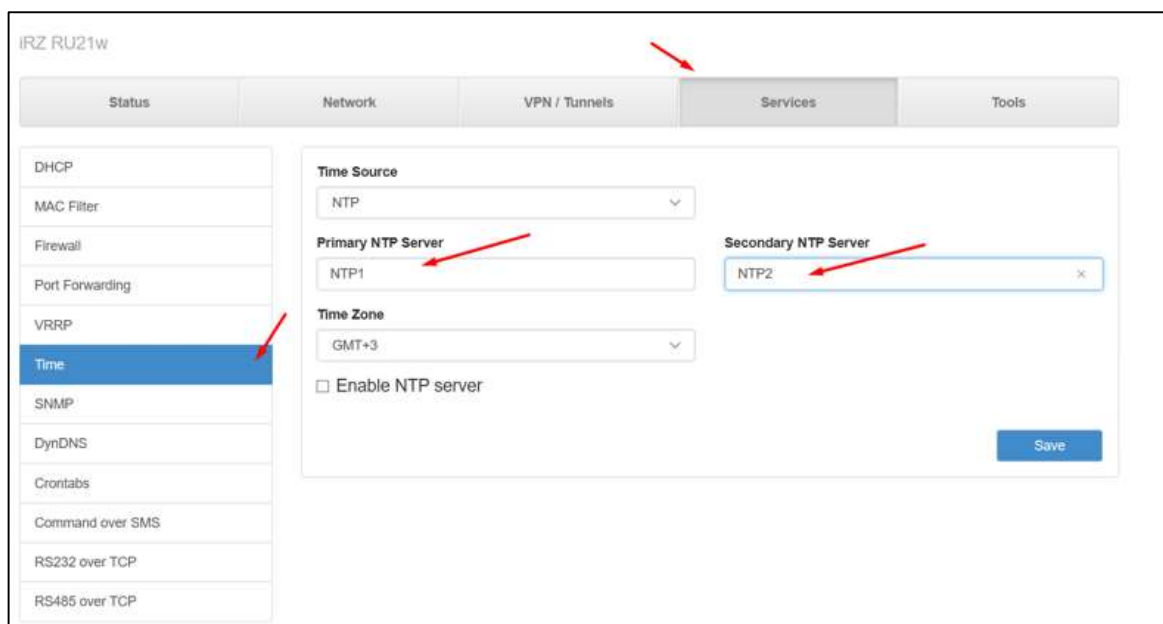 iRZ RU21w
Status Network VPN / Tunnels Services Tools
DHCP
MAC Filter
Firewall
Port Forwarding
VRRP
Time
SNMP
DynDNS
Crontabs
Command over SMS
RS232 over TCP
RS485 over TCP
Time Source
NTP
Primary NTP Server Secondary NTP Server
NTP1 NTP2
Time Zone
GMT+3
Enable NTP server
Save